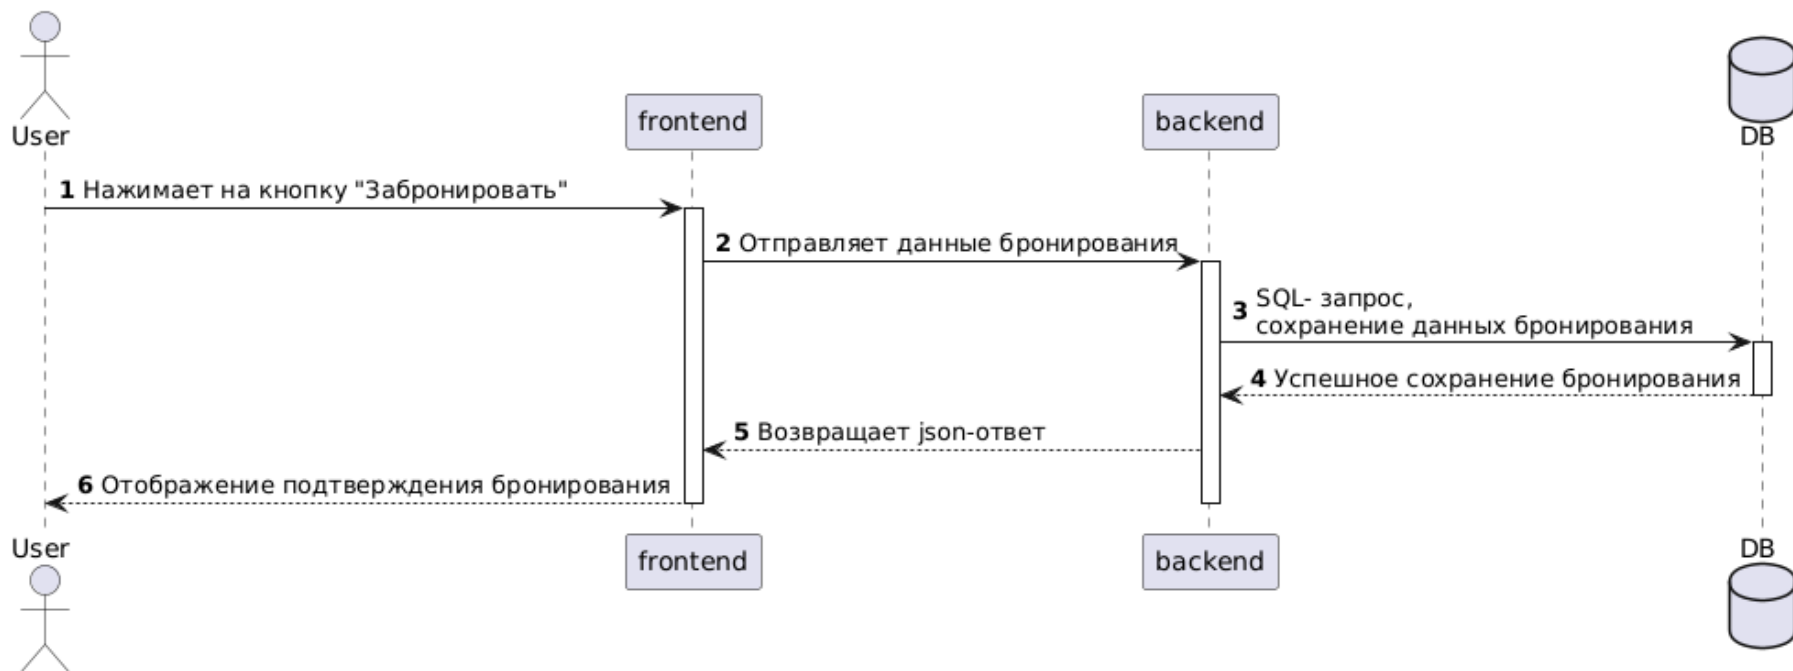 User
frontend
backend
DB
1 Нажимает на кнопку "Забронировать"
2 Отправляет данные бронирования
3 SQL- запрос,
сохранение данных бронирования
4 Успешное сохранение бронирования
5 Возвращает json-ответ
6 Отображение подтверждения бронирования
User
frontend
backend
DB